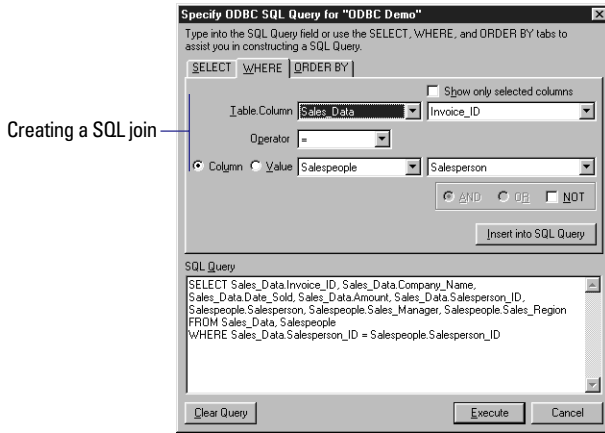 Specify ODBC SQL Query for "ODBC Demo"
Type into the SQL Query field or use the SELECT, WHERE, and ORDER BY tabs to
assist you in constructing a SQL Query.
SELECT WHERE ORDER BY
Show only selected columns
Creating a SQL join
Table.Column Sales_Data Invoice_ID
Operator =
Column Value Salespeople Salesperson
AND OR NOT
Insert into SQL Query
SQL Query
SELECT Sales_Data.Invoice_ID, Sales_Data.Company_Name,
Sales_Data.Date_Sold, Sales_Data.Amount, Sales_Data.Salesperson_ID,
Salespeople.Salesperson, Salespeople.Sales_Manager, Salespeople.Sales_Region
FROM Sales_Data, Salespeople
WHERE Sales_Data.Salesperson_ID = Salespeople.Salesperson_ID
Clear Query Execute Cancel